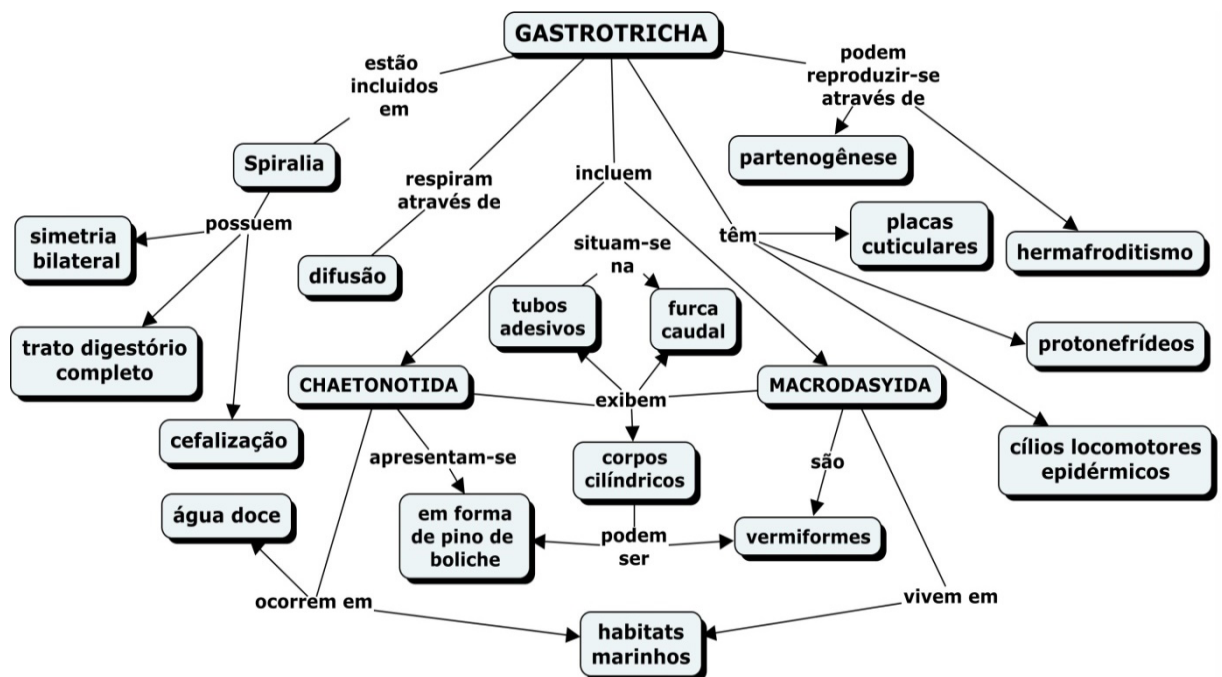 GASTROTRICHA
estão
incluidos
em
podem
reproduzir-se
através de
Spiralia
partenogênese
respiram
através de
incluem
possuem
simetria
bilateral
difusão
situam-se
na
têm
placas
cuticulares
hermafroditismo
tubos
adesivos
furca
caudal
trato digestório
completo
protonefrídeos
CHAETONOTIDA
exibem
MACRODASYIDA
cefalização
apresentam-se
corpos
cilíndricos
são
cílios locomotores
epidérmicos
água doce
em forma
de pino de
boliche
podem
ser
vermiformes
ocorrem em
vivem em
habitats
marinhos